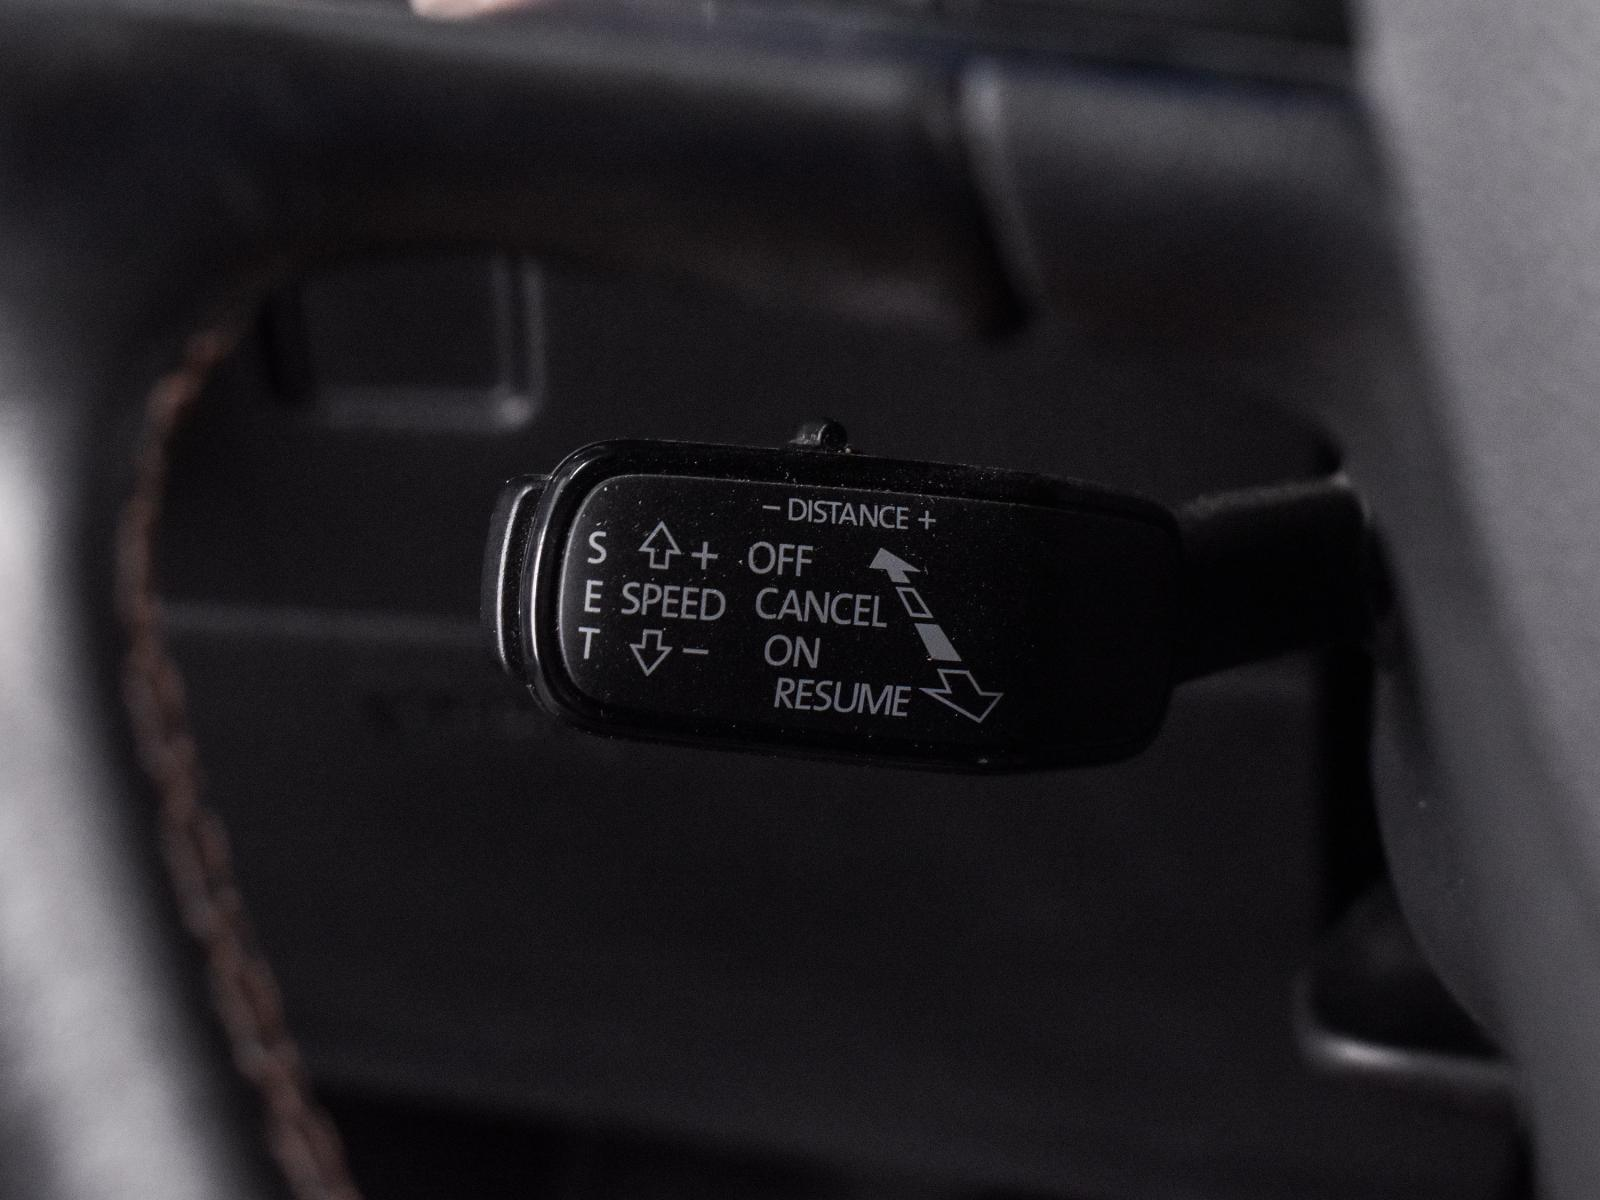 – DISTANCE +
S + OFF
E SPEED CANCEL
T – ON
RESUME